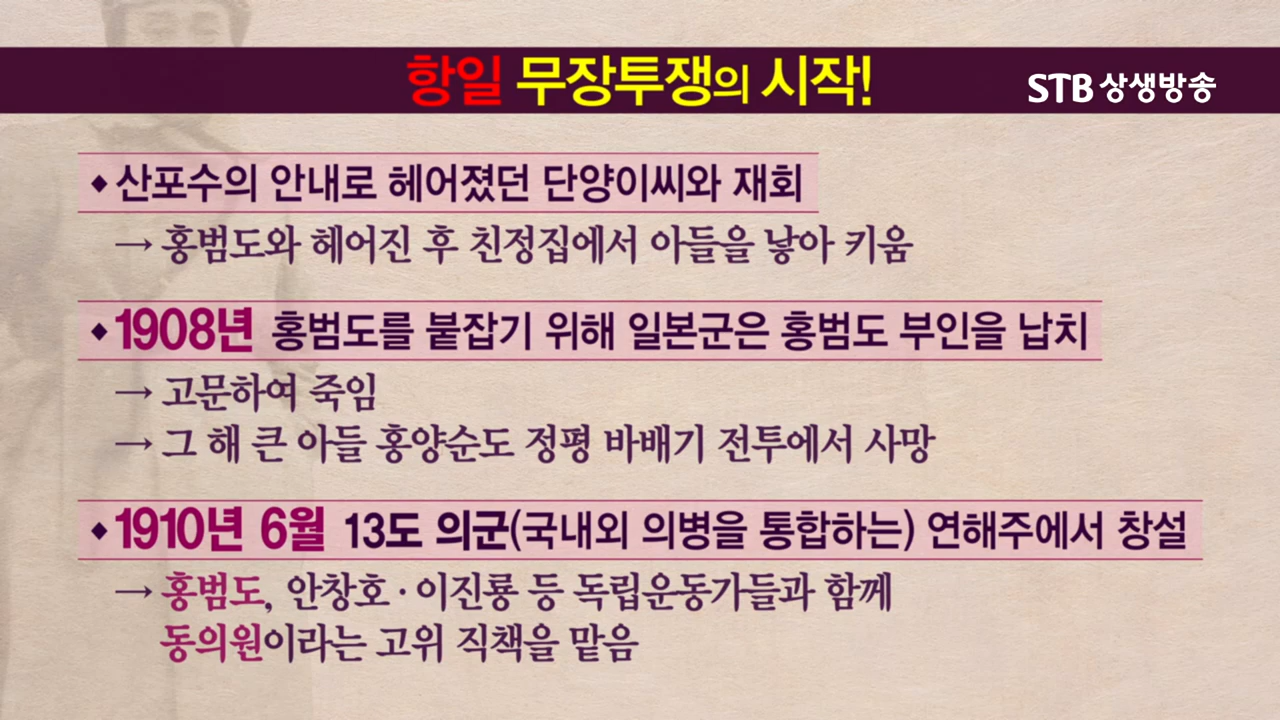 항일 무장투쟁의 시작!
STB 상생방송
◆ 산포수의 안내로 헤어졌던 단양이씨와 재회
→ 홍범도와 헤어진 후 친정집에서 아들을 낳아 키움
◆ 1908년 홍범도를 붙잡기 위해 일본군은 홍범도 부인을 납치
→ 고문하여 죽임
→ 그 해 큰 아들 홍양순도 정평 바배기 전투에서 사망
◆ 1910년 6월 13도 의군(국내외 의병을 통합하는) 연해주에서 창설
→ 홍범도, 안창호·이진룡 등 독립운동가들과 함께
동의원이라는 고위 직책을 맡음